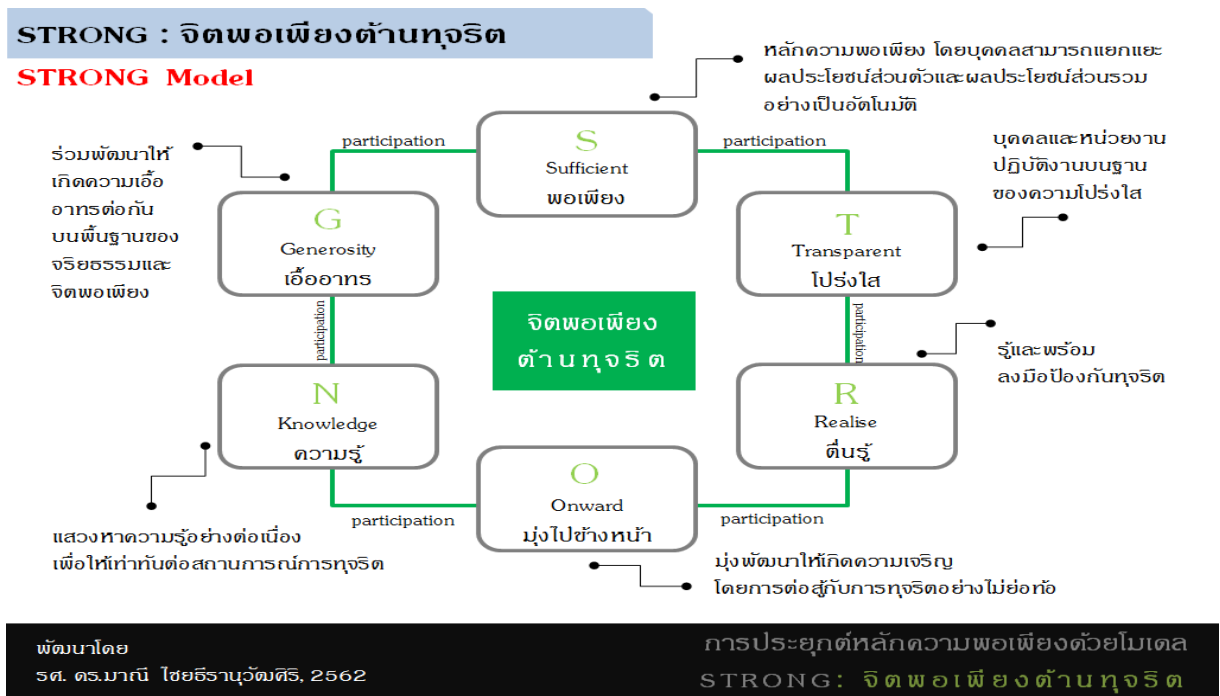 STRONG : จิตพอเพียงต้านทุจริต
STRONG Model
หลักความพอเพียง โดยบุคคลสามารถแยกแยะ
ผลประโยชน์ส่วนตัวและผลประโยชน์ส่วนรวม
อย่างเป็นอัตโนมัติ
participation
S
Sufficient
พอเพียง
participation
บุคคลและหน่วยงาน
ปฏิบัติงานบนฐาน
ของความโปร่งใส
ร่วมพัฒนาให้
เกิดความเอื้อ
อาทรต่อกัน
บนพื้นฐานของ
จริยธรรมและ
จิตพอเพียง
G
Generosity
เอื้ออาทร
T
Transparent
โปร่งใส
participation
จิตพอเพียง
ต้านทุจริต
participation
รู้และพร้อม
ลงมือป้องกันทุจริต
N
Knowledge
ความรู้
R
Realise
ตื่นรู้
participation
O
Onward
มุ่งไปข้างหน้า
participation
แสวงหาความรู้อย่างต่อเนื่อง
เพื่อให้เท่าทันต่อสถานการณ์การทุจริต
มุ่งพัฒนาให้เกิดความเจริญ
โดยการต่อสู้กับการทุจริตอย่างไม่ย่อท้อ
พัฒนาโดย
รศ. ดร.มาณี ไชยธีรานุวัฒศิริ, 2562
การประยุกต์หลักความพอเพียงด้วยโมเดล
STRONG: จิตพอเพียงต้านทุจริต